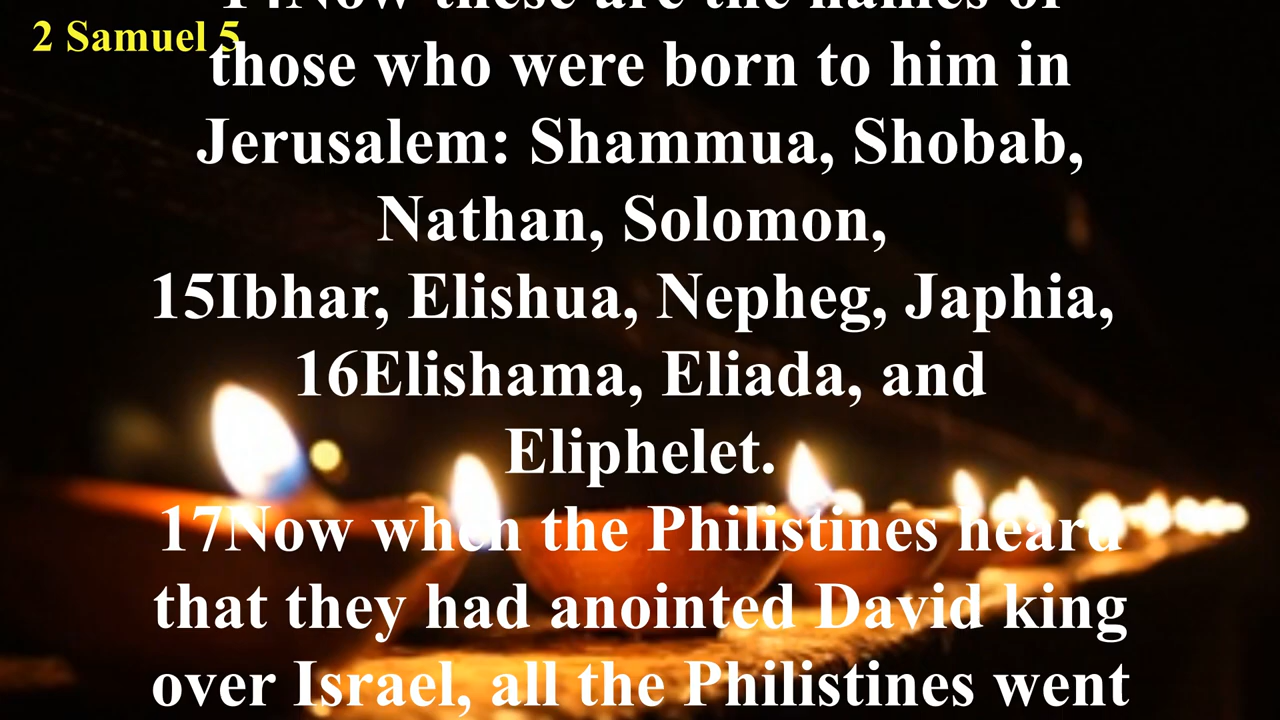 2 Samuel 5
14Now these are the names of
those who were born to him in
Jerusalem: Shammua, Shobab,
Nathan, Solomon,
15Ibhar, Elishua, Nepheg, Japhia,
16Elishama, Eliada, and
Eliphelet.
17Now when the Philistines heard
that they had anointed David king
over Israel, all the Philistines went